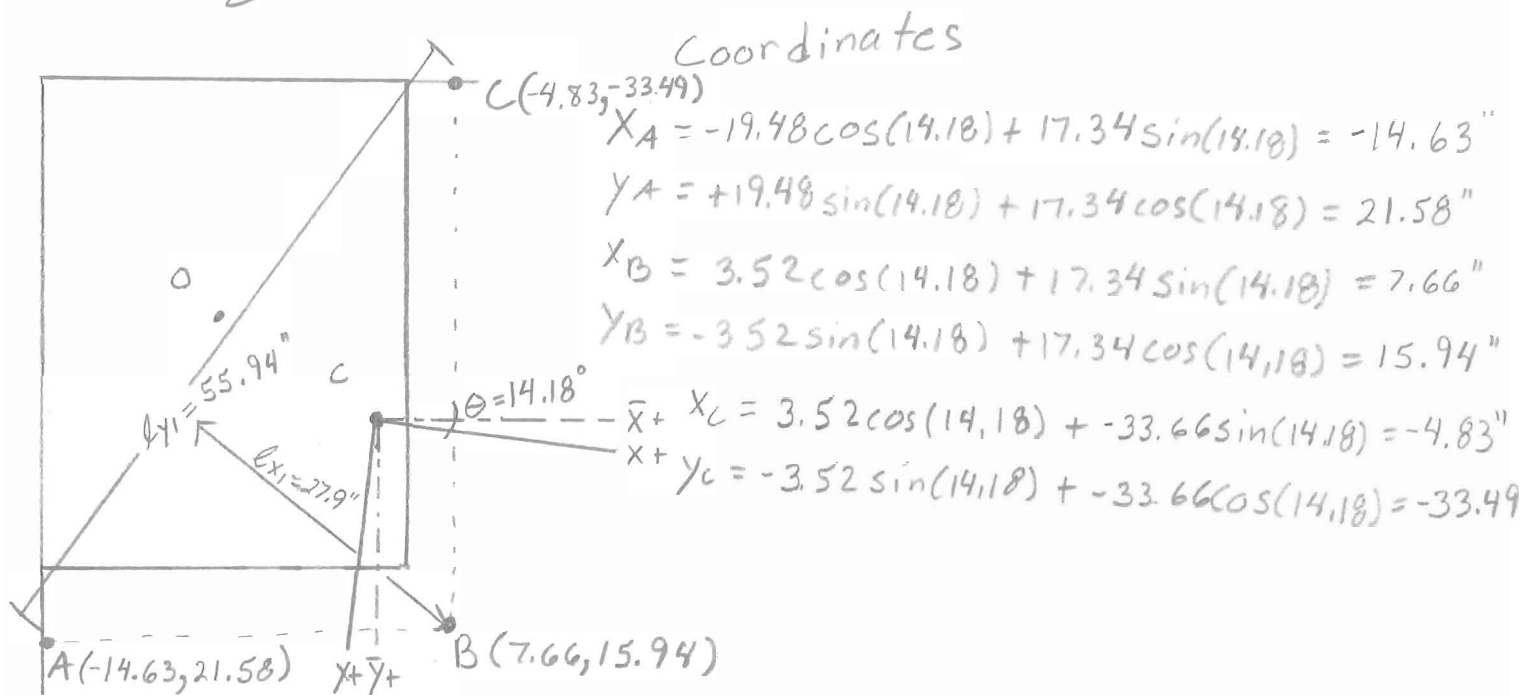 Coordinates
C(-4.83,-33.49)
XA = -19.48cos(14.18) + 17.34sin(14.18) = -14.63"
YA = +19.48sin(14.18) + 17.34cos(14.18) = 21.58"
XB = 3.52cos(14.18) + 17.34sin(14.18) = 7.66"
YB = -3.52sin(14.18) + 17.34cos(14,18) = 15.94"
XC = 3.52cos(14,18) + -33.66sin(14.18) = -4.83"
YC = -3.52sin(14,18) + -33.66cos(14,18) = -33.49
O
C
ly1 = 55.94"
θ=14.18°
x̄+
x+
lx1=27.9"
A(-14.63,21.58)
y+ ȳ+
B(7.66,15.94)